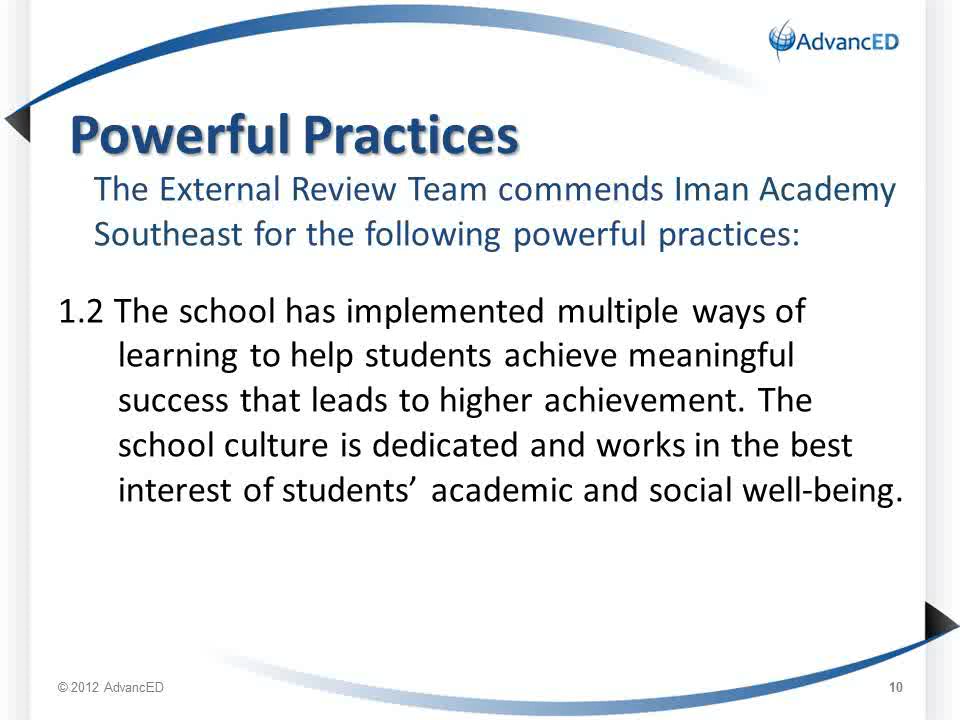 AdvancED
Powerful Practices
The External Review Team commends Iman Academy
Southeast for the following powerful practices:
1.2 The school has implemented multiple ways of
learning to help students achieve meaningful
success that leads to higher achievement. The
school culture is dedicated and works in the best
interest of students’ academic and social well-being.
© 2012 AdvancED
10